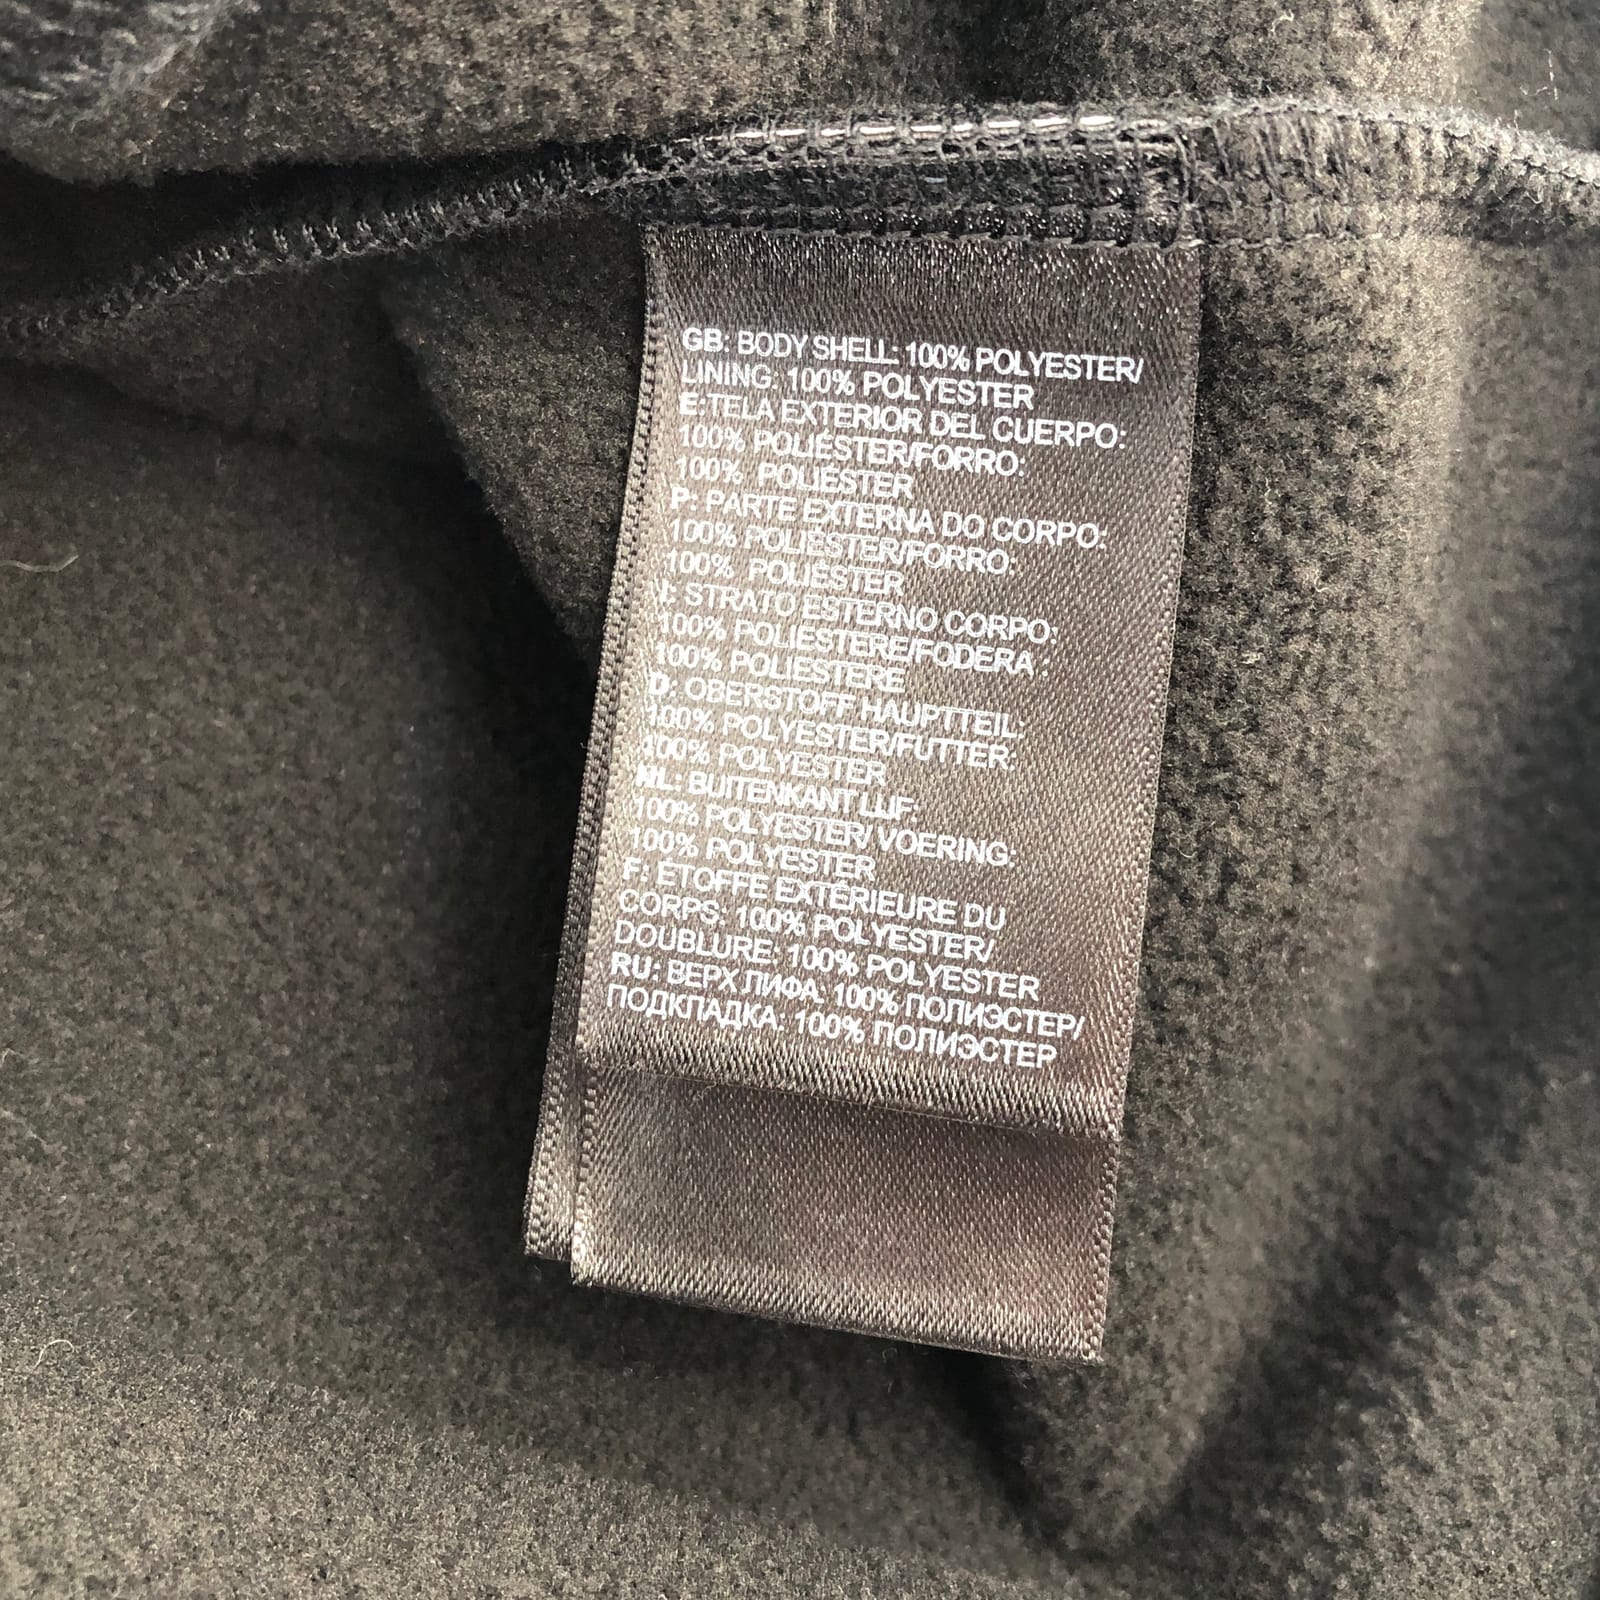 GB: BODY SHELL: 100% POLYESTER/
LINING: 100% POLYESTER
E:TELA EXTERIOR DEL CUERPO:
100% POLIÉSTER/FORRO:
100% POLIÉSTER
P: PARTE EXTERNA DO CORPO:
100% POLIÉSTER/FORRO:
100% POLIÉSTER
I: STRATO ESTERNO CORPO:
100% POLIESTERE/FODERA :
100% POLIESTERE
D: OBERSTOFF HAUPTTEIL:
100% POLYESTER/FUTTER:
100% POLYESTER
NL: BUITENKANT LIJF:
100% POLYESTER/ VOERING:
100% POLYESTER
F: ÉTOFFE EXTÉRIEURE DU
CORPS: 100% POLYESTER/
DOUBLURE: 100% POLYESTER
RU: ВЕРХ ЛИФА: 100% ПОЛИЭСТЕР/
ПОДКЛАДКА: 100% ПОЛИЭСТЕР